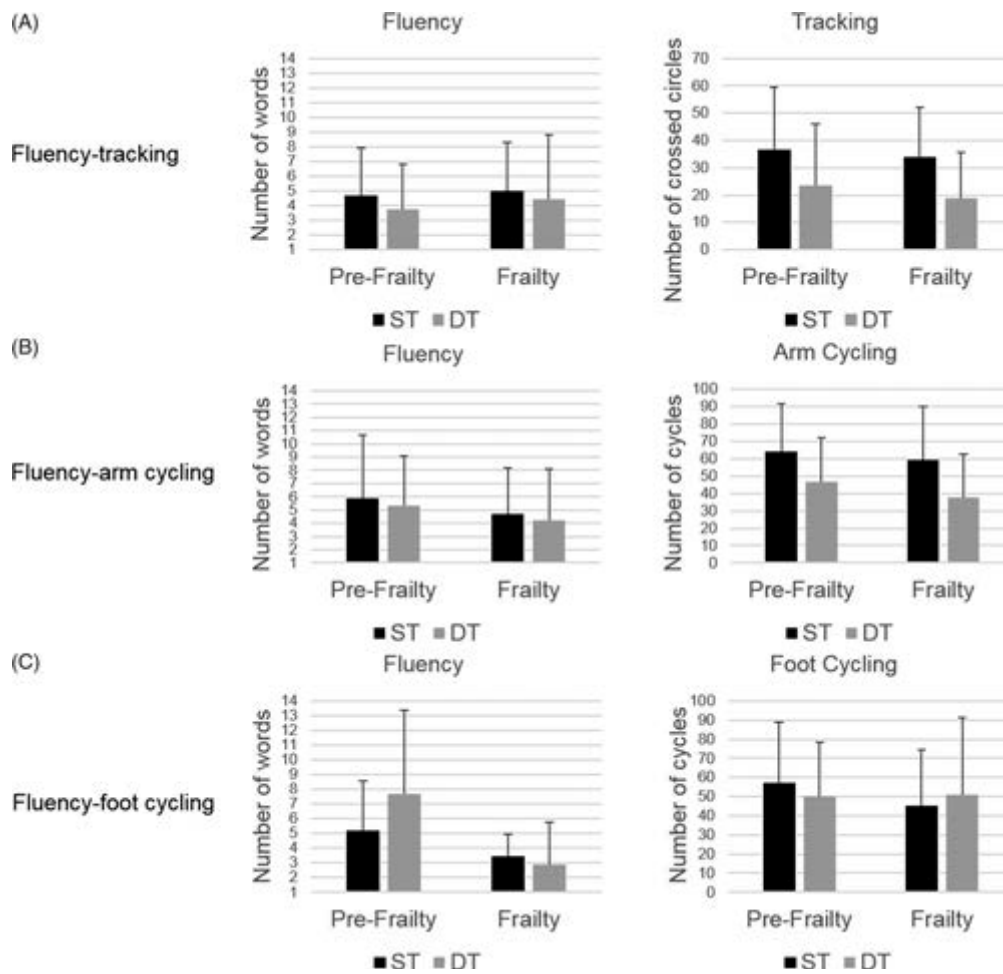 (A)
Fluency
Tracking
Fluency-tracking
Number of words
14
13
12
11
10
9
8
7
6
5
4
3
2
1
Pre-Frailty Frailty
ST DT
Number of crossed circles
70
60
50
40
30
20
10
0
Pre-Frailty Frailty
ST DT
(B)
Fluency
Arm Cycling
Fluency-arm cycling
Number of words
14
13
12
11
10
9
8
7
6
5
4
3
2
1
Pre-Frailty Frailty
ST DT
Number of cycles
100
90
80
70
60
50
40
30
20
10
0
Pre-Frailty Frailty
ST DT
(C)
Fluency
Foot Cycling
Fluency-foot cycling
Number of words
14
13
12
11
10
9
8
7
6
5
4
3
2
1
Pre-Frailty Frailty
ST DT
Number of cycles
100
90
80
70
60
50
40
30
20
10
0
Pre-Frailty Frailty
ST DT